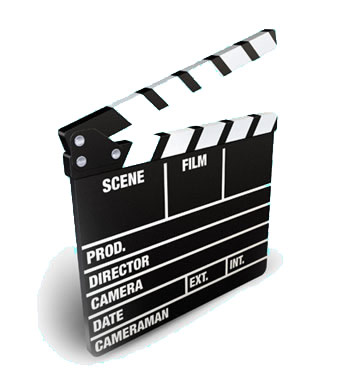 SCENE FILM
PROD.
DIRECTOR
CAMERA EXT. INT.
DATE
CAMERAMAN